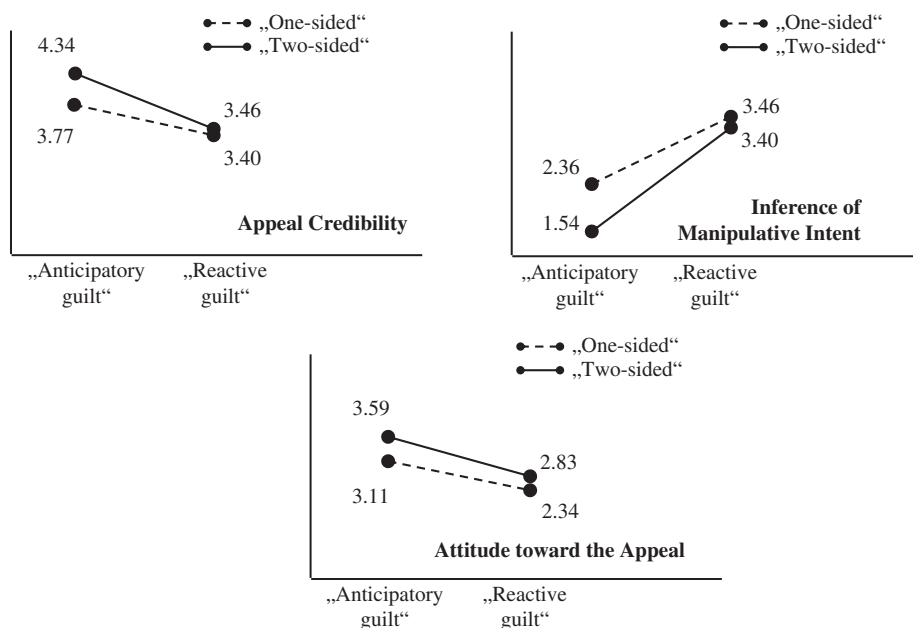 „One-sided“
„Two-sided“
4.34
3.77
3.46
3.40
Appeal Credibility
„Anticipatory
guilt“
„Reactive
guilt“
„One-sided“
„Two-sided“
2.36
1.54
3.46
3.40
Inference of
Manipulative Intent
„Anticipatory
guilt“
„Reactive
guilt“
„One-sided“
„Two-sided“
3.59
3.11
2.83
2.34
Attitude toward the Appeal
„Anticipatory
guilt“
„Reactive
guilt“